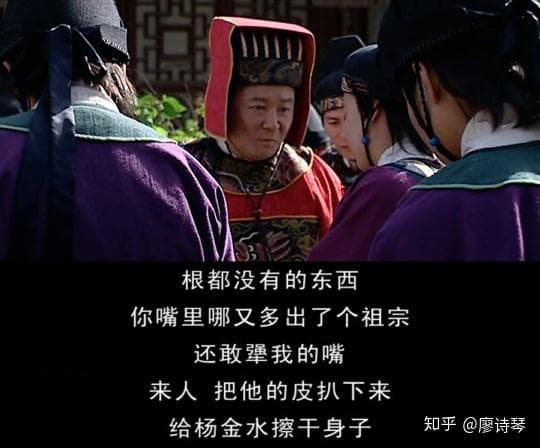 根都没有的东西
你嘴里哪又多出了个祖宗
还敢犟我的嘴
来人 把他的皮扒下来
给杨金水擦干身子
知乎 @廖诗琴